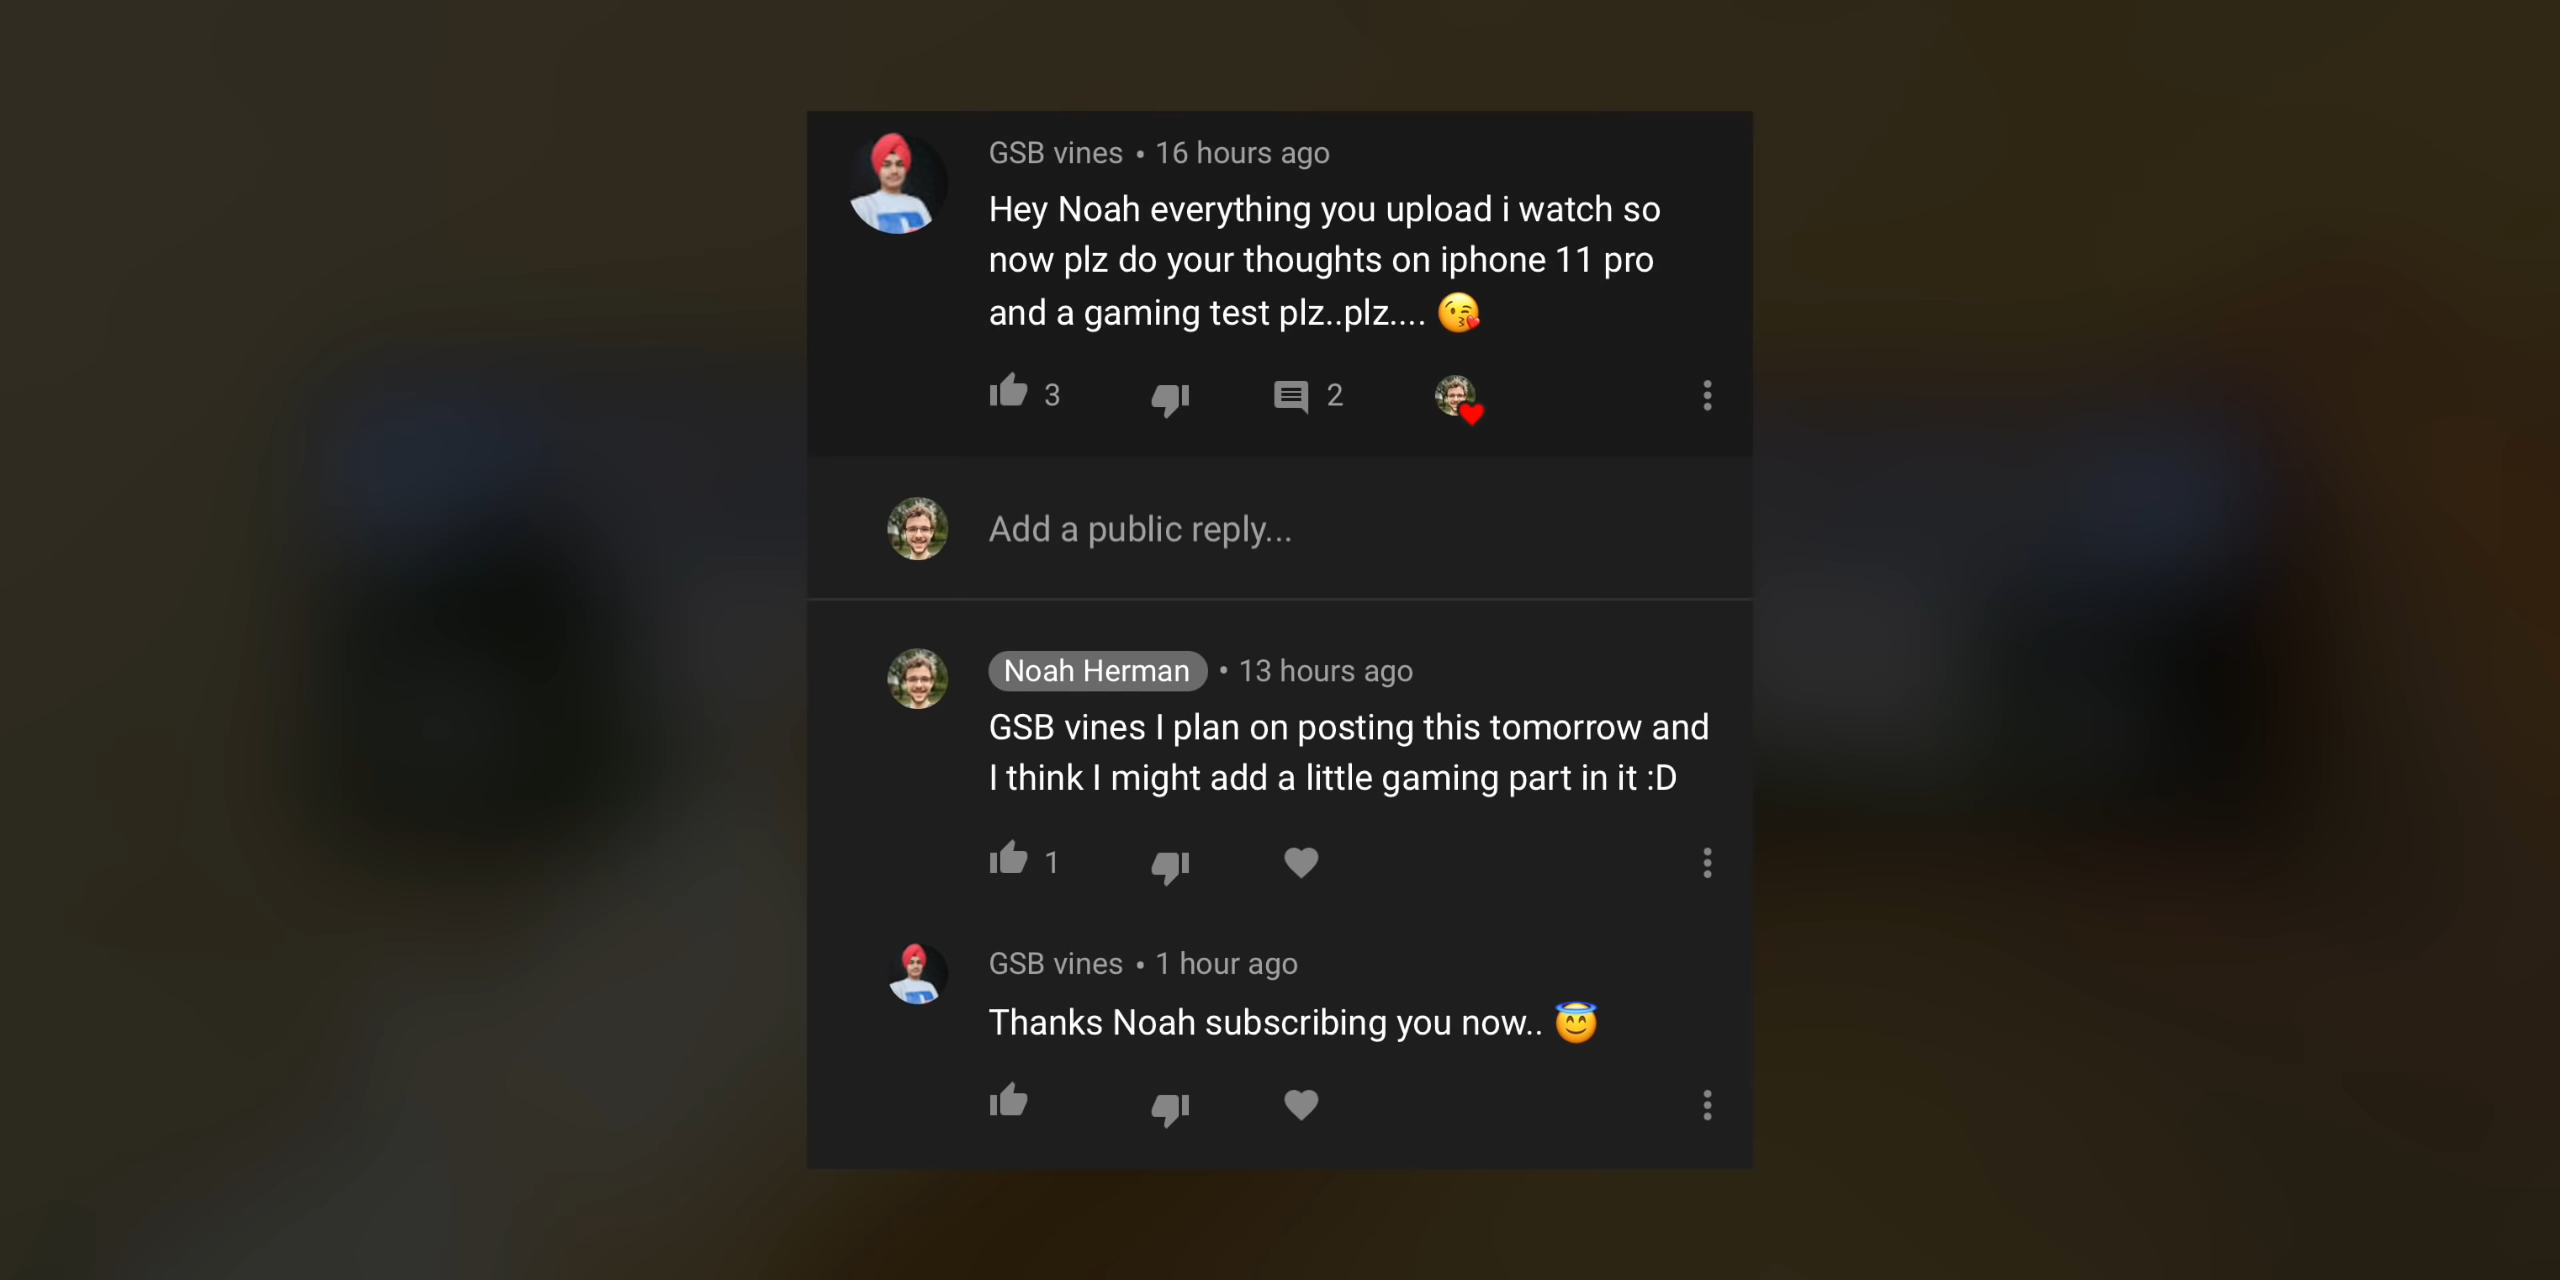 GSB vines • 16 hours ago
Hey Noah everything you upload i watch so
now plz do your thoughts on iphone 11 pro
and a gaming test plz..plz.... 😘
3 2
Add a public reply...
Noah Herman • 13 hours ago
GSB vines I plan on posting this tomorrow and
I think I might add a little gaming part in it :D
1
GSB vines • 1 hour ago
Thanks Noah subscribing you now.. 😇